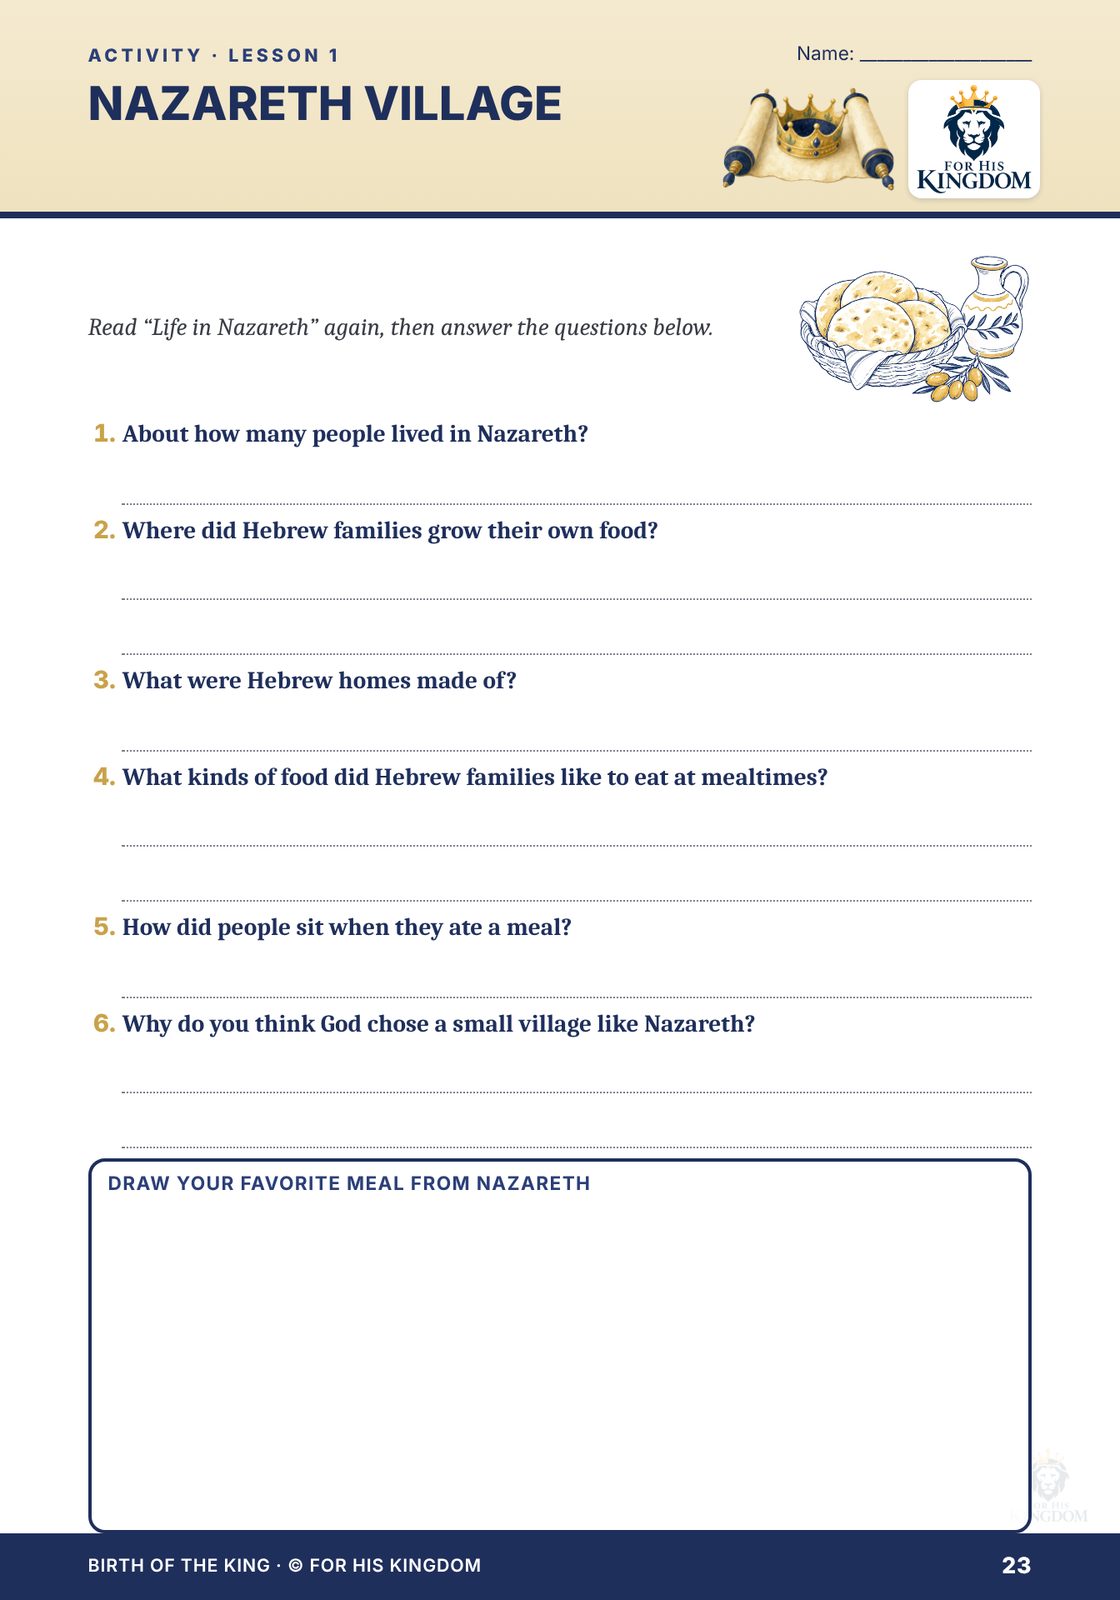 ACTIVITY · LESSON 1
Name: ________________
NAZARETH VILLAGE
FOR HIS
KINGDOM
Read “Life in Nazareth” again, then answer the questions below.
1. About how many people lived in Nazareth?
2. Where did Hebrew families grow their own food?
3. What were Hebrew homes made of?
4. What kinds of food did Hebrew families like to eat at mealtimes?
5. How did people sit when they ate a meal?
6. Why do you think God chose a small village like Nazareth?
DRAW YOUR FAVORITE MEAL FROM NAZARETH
BIRTH OF THE KING · © FOR HIS KINGDOM
23